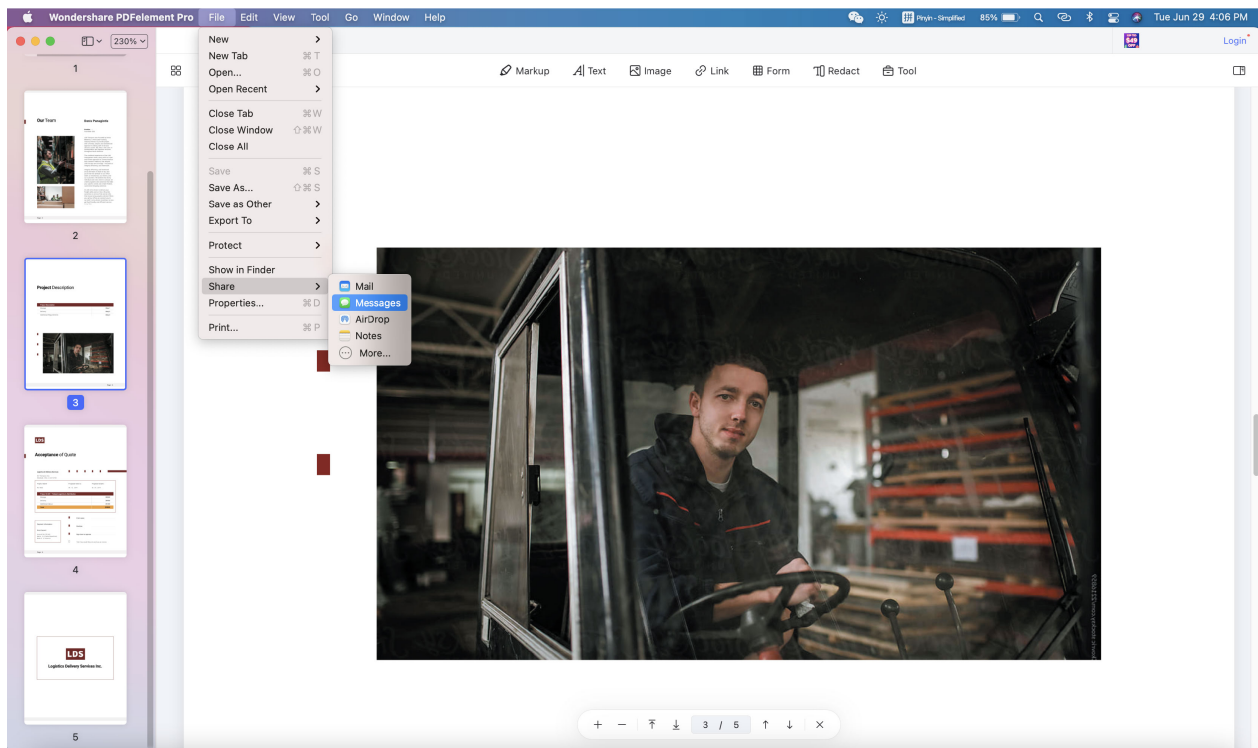 Wondershare PDFelement Pro File Edit View Tool Go Window Help
拼 Pinyin - Simplified 85% Tue Jun 29 4:06 PM
230%
$49
OFF
Login
Markup Text Image Link Form Redact Tool
New
New Tab ⌘ T
Open... ⌘ O
Open Recent
Close Tab ⌘ W
Close Window ⇧⌘ W
Close All
Save ⌘ S
Save As... ⇧⌘ S
Save as Other
Export To
Protect
Show in Finder
Share
Properties... ⌘ D
Print... ⌘ P
Mail
Messages
AirDrop
Notes
More...
1
Our Team
2
Project Description
3
LDS
Acceptance of Quote
4
LDS
Logistics Delivery Services Inc.
5
3 / 5